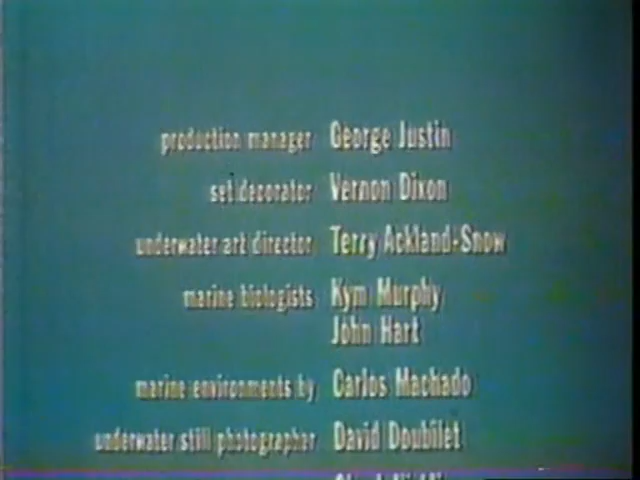 production manager George Justin
set decorator Vernon Dixon
underwater art director Terry Ackland-Snow
marine biologists Kym Murphy
John Hart
marine environments by Carlos Machado
underwater still photographer David Doubilet